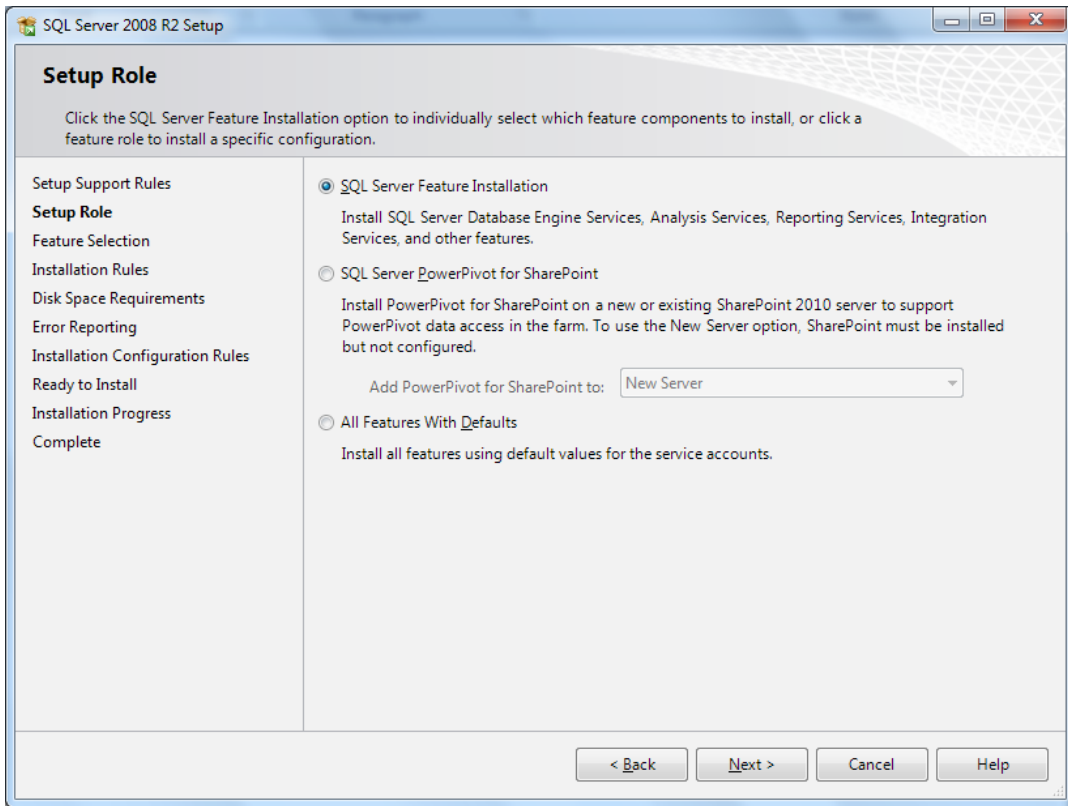 SQL Server 2008 R2 Setup
Setup Role
Click the SQL Server Feature Installation option to individually select which feature components to install, or click a
feature role to install a specific configuration.
Setup Support Rules
Setup Role
Feature Selection
Installation Rules
Disk Space Requirements
Error Reporting
Installation Configuration Rules
Ready to Install
Installation Progress
Complete
SQL Server Feature Installation
Install SQL Server Database Engine Services, Analysis Services, Reporting Services, Integration
Services, and other features.
SQL Server PowerPivot for SharePoint
Install PowerPivot for SharePoint on a new or existing SharePoint 2010 server to support
PowerPivot data access in the farm. To use the New Server option, SharePoint must be installed
but not configured.
Add PowerPivot for SharePoint to: New Server
All Features With Defaults
Install all features using default values for the service accounts.
< Back Next > Cancel Help